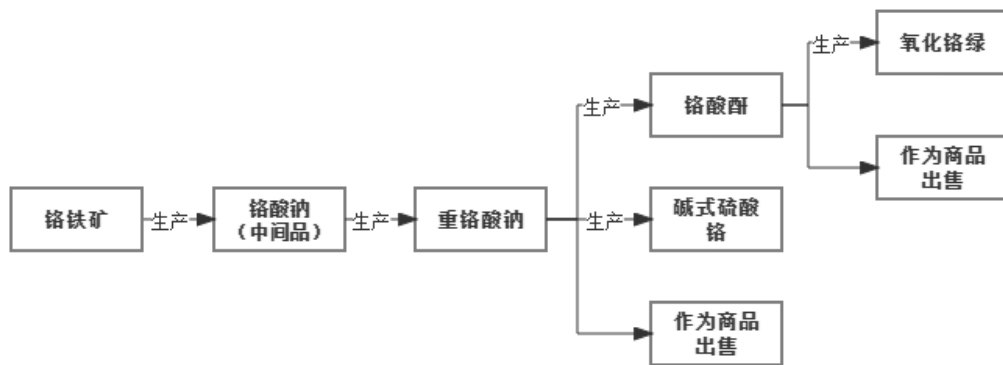 铬铁矿
生产
铬酸钠
（中间品）
生产
重铬酸钠
生产
铬酸酐
生产
氧化铬绿
作为商品
出售
生产
碱式硫酸
铬
作为商品
出售